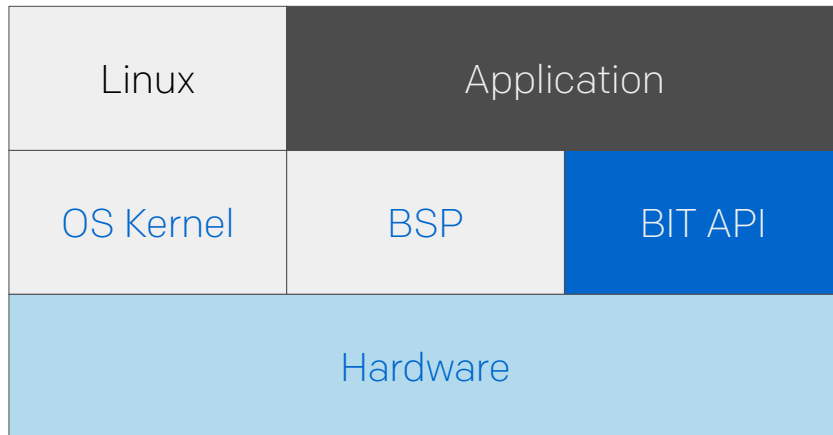 Linux
Application
OS Kernel
BSP
BIT API
Hardware